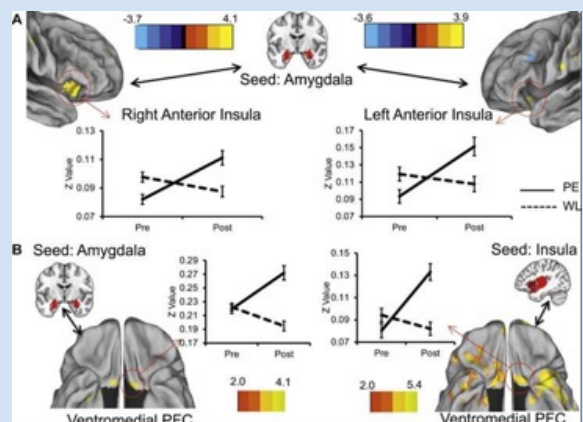 A
-3.7 4.1
-3.6 3.9
Seed: Amygdala
Right Anterior Insula
Left Anterior Insula
0.13
0.11
0.09
0.07
Z Value
Pre Post
0.17
0.15
0.13
0.11
0.09
0.07
Z Value
Pre Post
PE
WL
B Seed: Amygdala
Seed: Insula
0.29
0.27
0.25
0.23
0.21
0.19
0.17
Z Value
Pre Post
0.15
0.13
0.11
0.09
0.07
Z Value
Pre Post
2.0 4.1
2.0 5.4
Ventromedial PFC
Ventromedial PFC